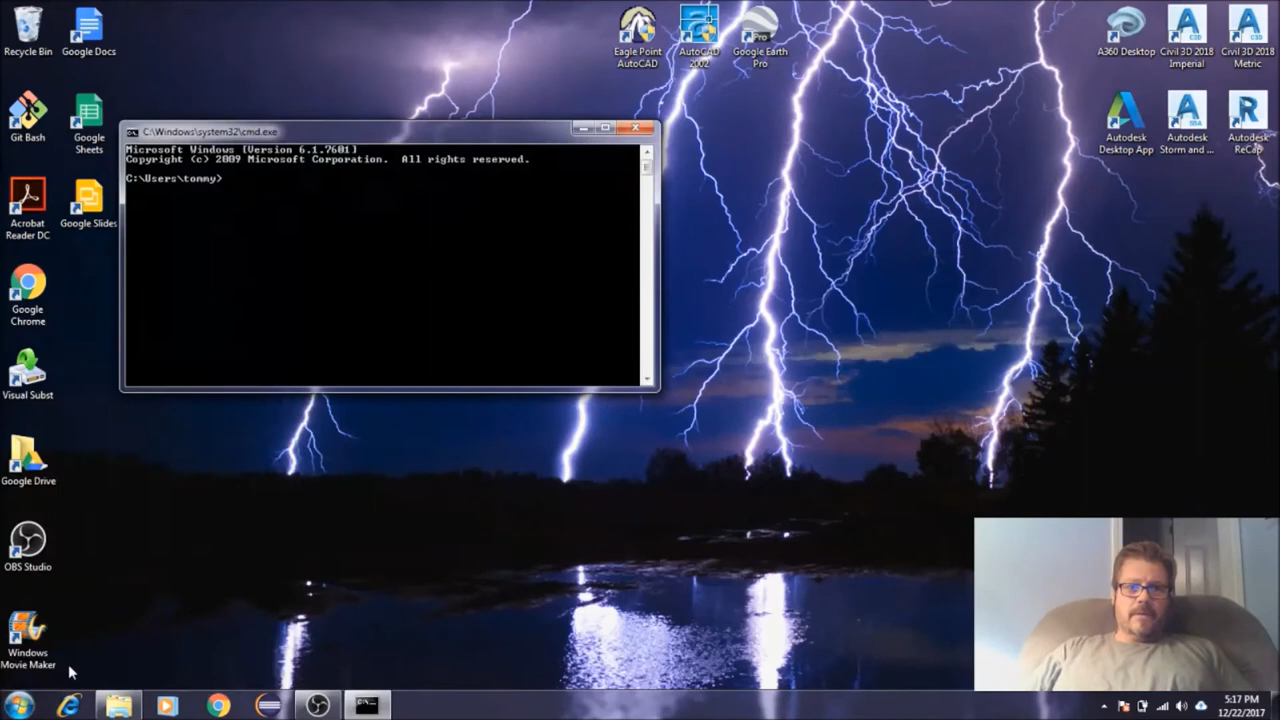 Recycle Bin
Google Docs
Eagle Point
AutoCAD
AutoCAD
2002
Pro
Google Earth
Pro
A360 Desktop
Civil 3D 2018
Imperial
Civil 3D 2018
Metric
Git Bash
Google
Sheets
Autodesk
Desktop App
Autodesk
Storm and ...
Autodesk
ReCap
C:\Windows\system32\cmd.exe
Microsoft Windows [Version 6.1.7601]
Copyright (c) 2009 Microsoft Corporation.  All rights reserved.
C:\Users\tommy>
Acrobat
Reader DC
Google Slides
Google
Chrome
Visual Subst
Google Drive
OBS Studio
Windows
Movie Maker
C:\.
5:17 PM
12/22/2017